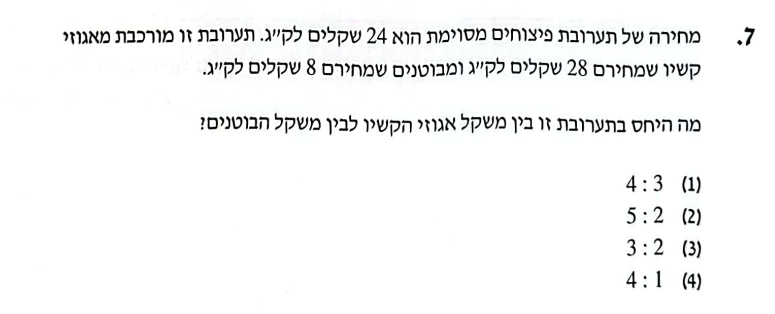 7. מחירה של תערובת פיצוחים מסוימת הוא 24 שקלים לק״ג. תערובת זו מורכבת מאגוזי
קשיו שמחירם 28 שקלים לק״ג ומבוטנים שמחירם 8 שקלים לק״ג.
מה היחס בתערובת זו בין משקל אגוזי הקשיו לבין משקל הבוטנים?
(1) 4 : 3
(2) 5 : 2
(3) 3 : 2
(4) 4 : 1